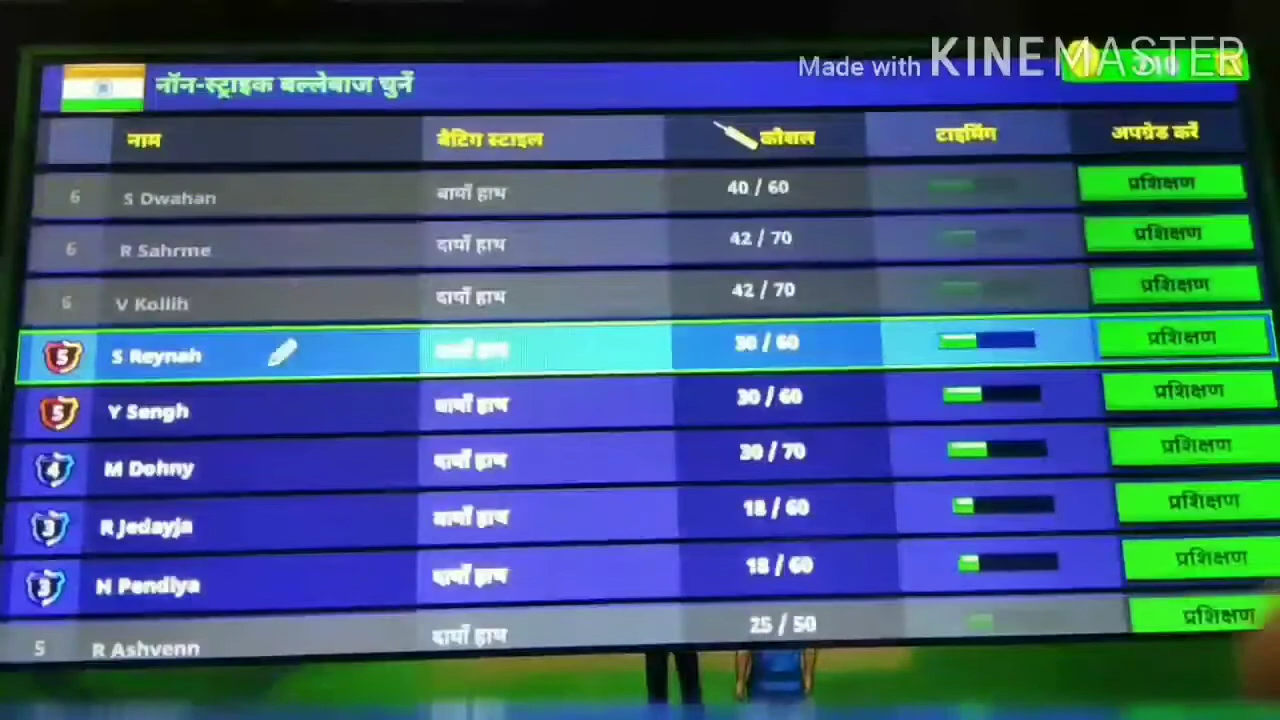 Made with KINEMASTER
नॉन-स्ट्राइक बल्लेबाज चुनें
नाम बैटिंग स्टाइल कौशल टाइमिंग अपग्रेड करें
6 S Dwahan बायाँ हाथ 40 / 60 प्रशिक्षण
6 R Sahrme दायाँ हाथ 42 / 70 प्रशिक्षण
6 V Kollih दायाँ हाथ 42 / 70 प्रशिक्षण
5 S Reynah बायाँ हाथ 30 / 60 प्रशिक्षण
5 Y Sengh बायाँ हाथ 30 / 60 प्रशिक्षण
4 M Dohny दायाँ हाथ 30 / 70 प्रशिक्षण
3 R Jedayja बायाँ हाथ 18 / 60 प्रशिक्षण
3 H Pendiya दायाँ हाथ 18 / 60 प्रशिक्षण
5 R Ashvenn दायाँ हाथ 25 / 50 प्रशिक्षण